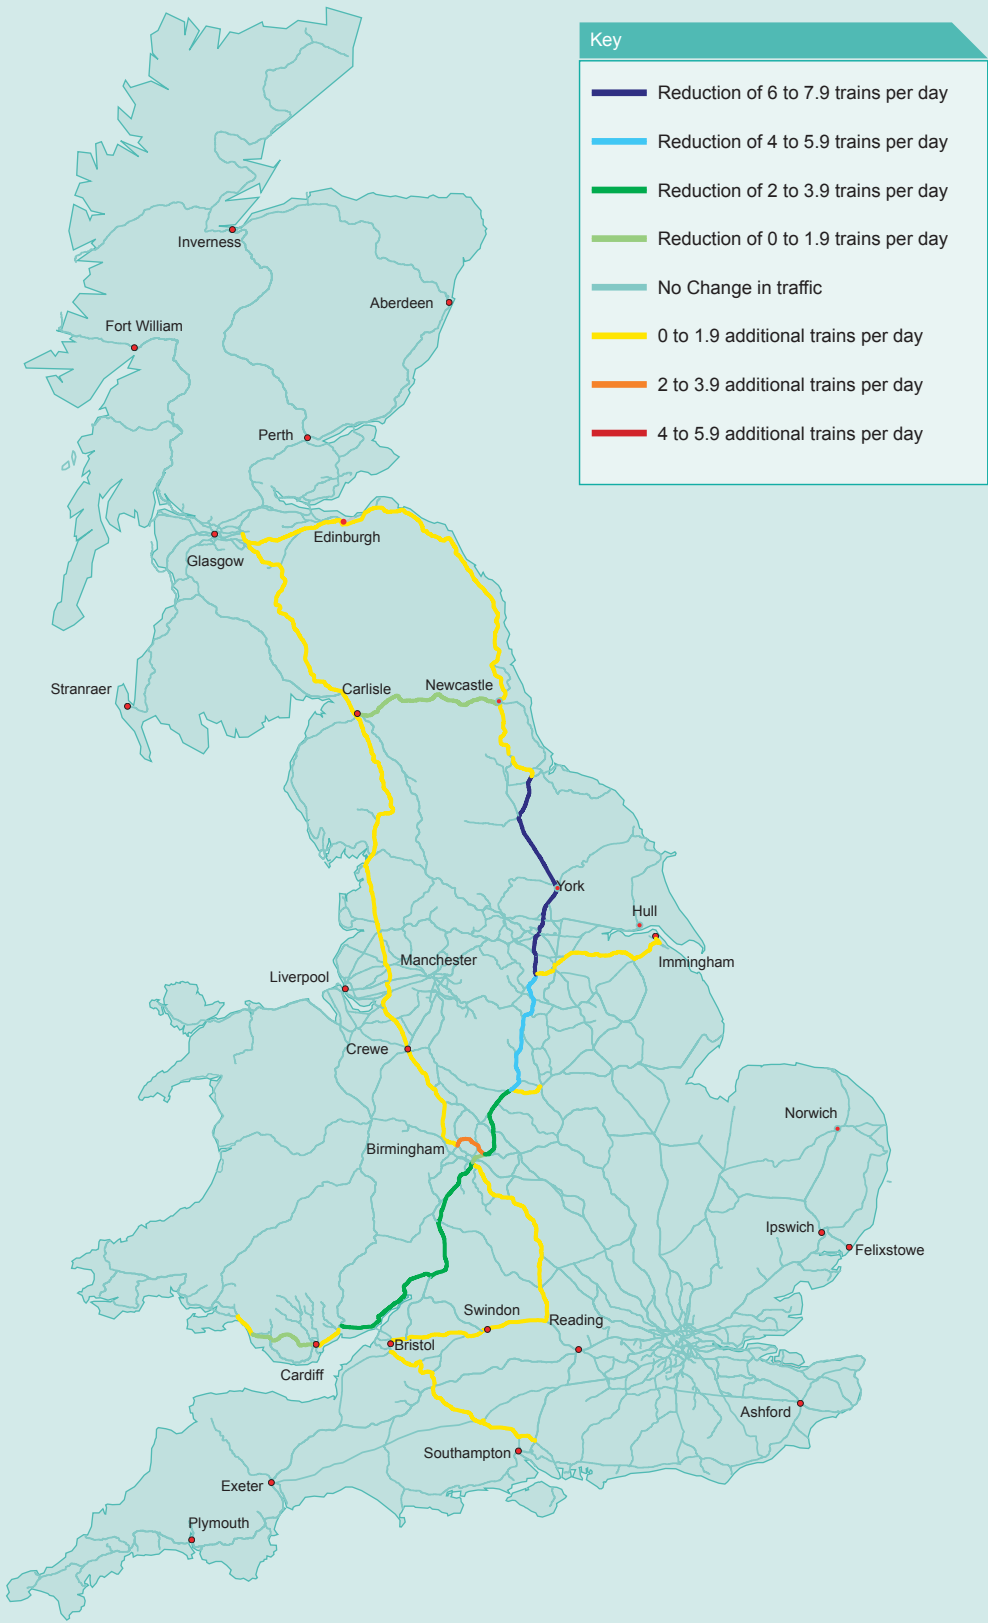 Key
Reduction of 6 to 7.9 trains per day
Reduction of 4 to 5.9 trains per day
Reduction of 2 to 3.9 trains per day
Reduction of 0 to 1.9 trains per day
No Change in traffic
0 to 1.9 additional trains per day
2 to 3.9 additional trains per day
4 to 5.9 additional trains per day
Inverness
Aberdeen
Fort William
Perth
Edinburgh
Glasgow
Stranraer
Carlisle
Newcastle
York
Hull
Immingham
Manchester
Liverpool
Crewe
Norwich
Birmingham
Ipswich
Felixstowe
Swindon
Reading
Bristol
Cardiff
Ashford
Southampton
Exeter
Plymouth